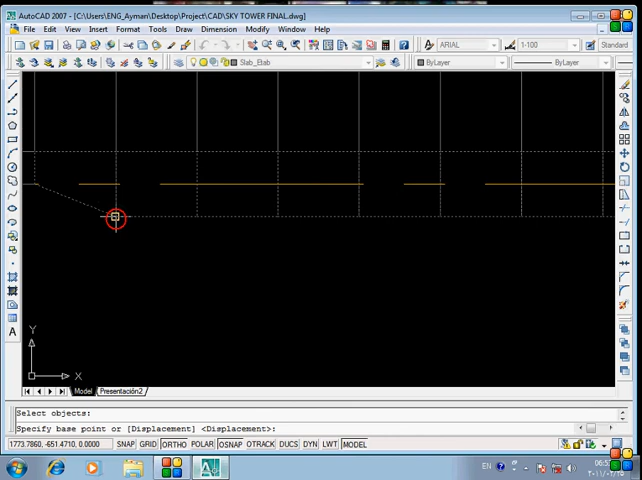 AutoCAD 2007 - [C:\Users\ENG_Ayman\Desktop\Project\CAD\SKY TOWER FINAL.dwg]
File Edit View Insert Format Tools Draw Dimension Modify Window Help
ARIAL 1-100 Standard
Slab_Etab ByLayer ByLayer
Y
X
Model Presentación2
Select objects:
Specify base point or [Displacement] <Displacement>:
1773.7860, -651.4710, 0.0000 SNAP GRID ORTHO POLAR OSNAP OTRACK DUCS DYN LWT MODEL
EN